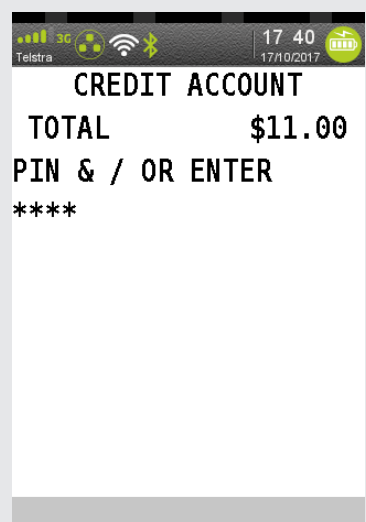 3G
17 40
Telstra
17/10/2017
CREDIT ACCOUNT
TOTAL $11.00
PIN & / OR ENTER
****